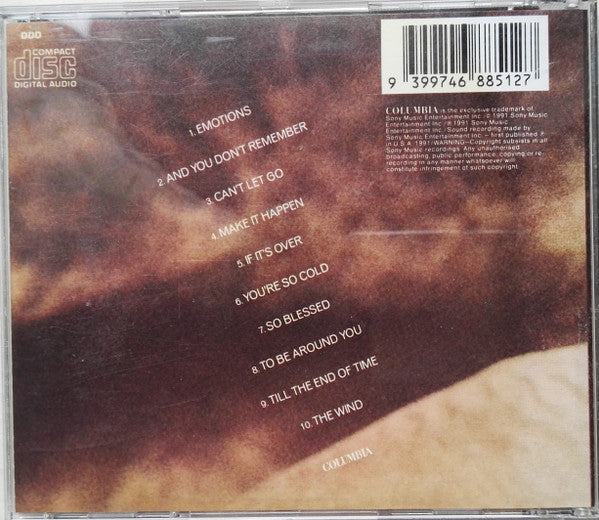 DDD
COMPACT
disc
DIGITAL AUDIO
9 399746 885127
COLUMBIA is the exclusive trademark of
Sony Music Entertainment Inc. / © 1991 Sony Music
Entertainment Inc. / ℗ 1991 Sony Music
Entertainment Inc. / Sound recording made by
Sony Music Entertainment Inc. – first published ℗
in U.S.A. 1991/WARNING—Copyright subsists in all
Sony Music recordings. Any unauthorised
broadcasting, public performance, copying or re-
recording in any manner whatsoever will
constitute infringement of such copyright.
1. EMOTIONS
2. AND YOU DON'T REMEMBER
3. CAN'T LET GO
4. MAKE IT HAPPEN
5. IF IT'S OVER
6. YOU'RE SO COLD
7. SO BLESSED
8. TO BE AROUND YOU
9. TILL THE END OF TIME
10. THE WIND
COLUMBIA